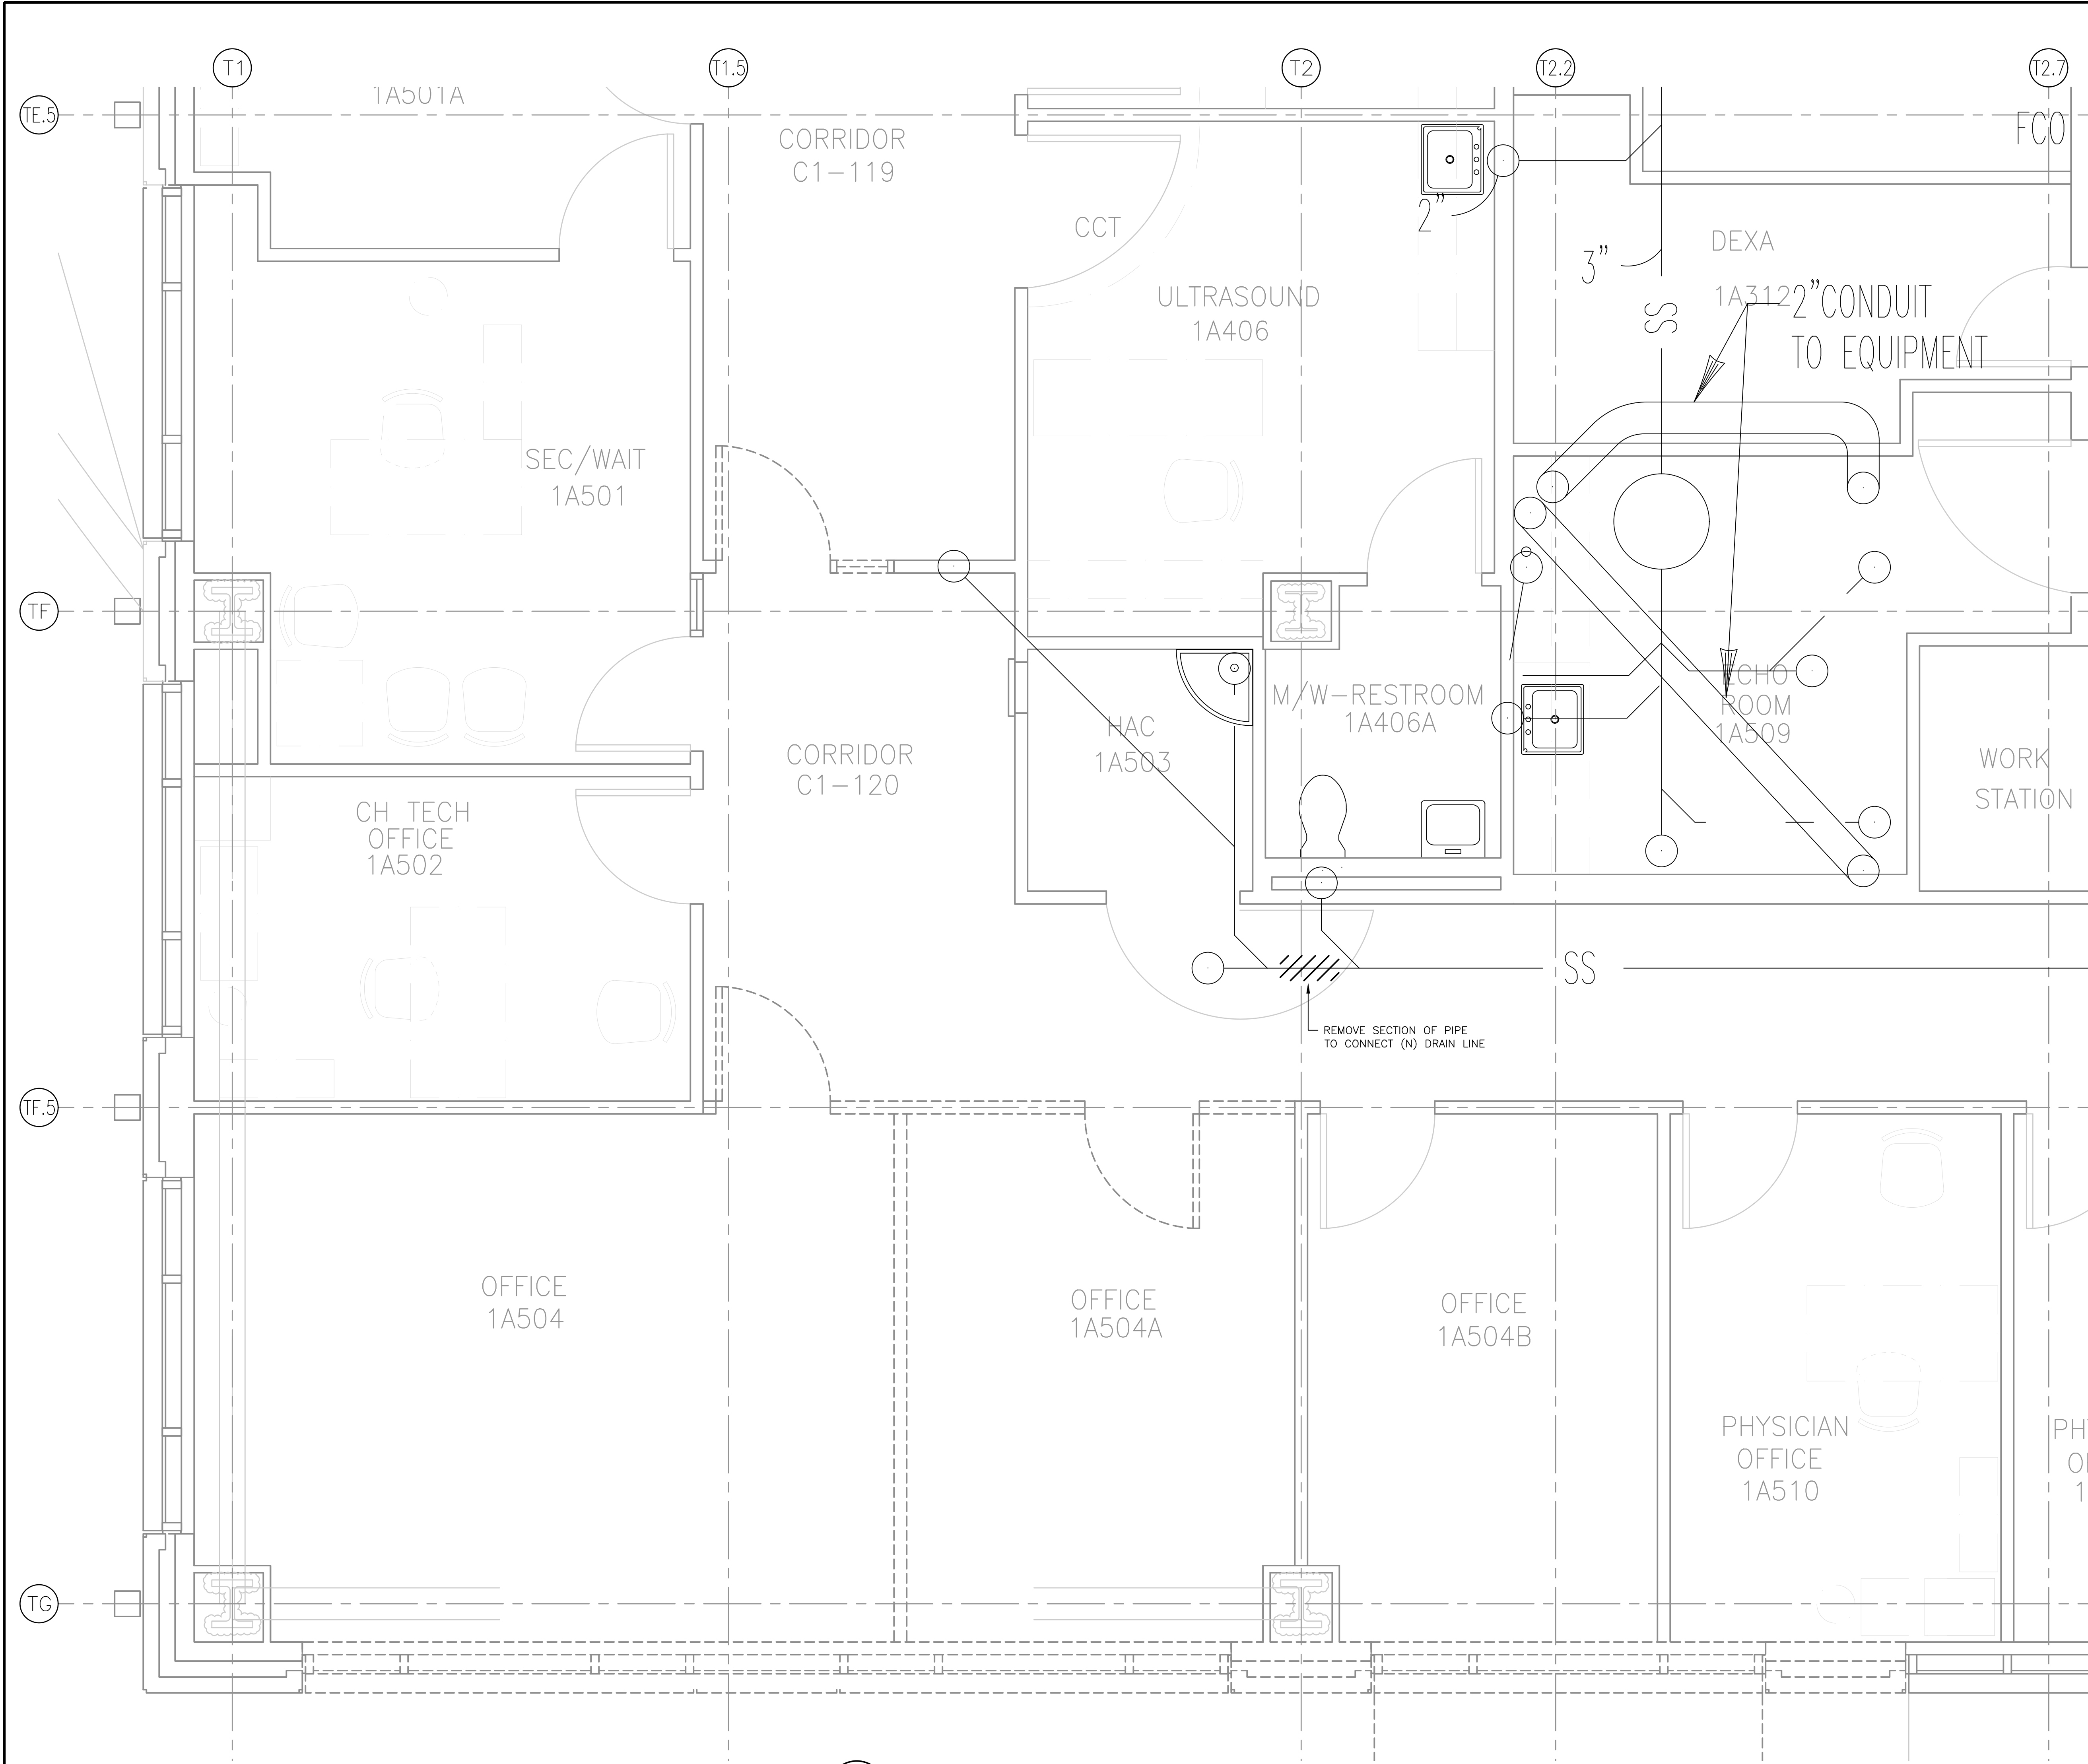 T1
T1.5
T2
T2.2
T2.7
TE.5
1A501A
CORRIDOR
C1-119
FCO
CCT
2"
3"
DEXA
1A312
2"CONDUIT
TO EQUIPMENT
ULTRASOUND
1A406
SS
SEC/WAIT
1A501
TF
M/W-RESTROOM
1A406A
ECHO
ROOM
1A509
HAC
1A503
CORRIDOR
C1-120
WORK
STATION
CH TECH
OFFICE
1A502
SS
REMOVE SECTION OF PIPE
TO CONNECT (N) DRAIN LINE
TF.5
OFFICE
1A504
OFFICE
1A504A
OFFICE
1A504B
PHYSICIAN
OFFICE
1A510
TG